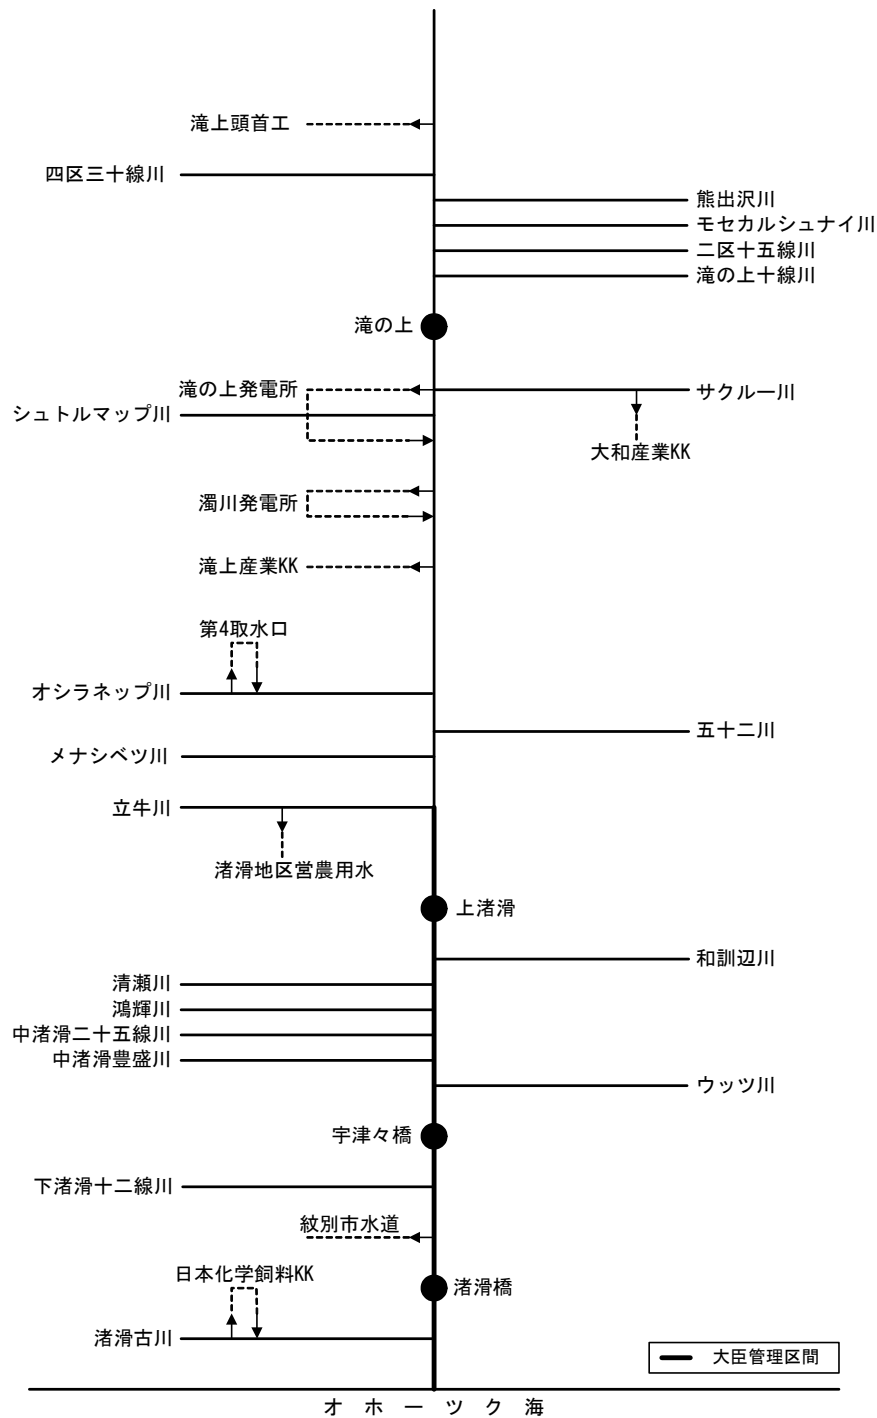 滝上頭首工
四区三十線川
熊出沢川
モセカルシュナイ川
二区十五線川
滝の上十線川
滝の上
滝の上発電所
サクルー川
シュトルマップ川
大和産業KK
濁川発電所
滝上産業KK
第4取水口
オシラネップ川
五十二川
メナシベツ川
立牛川
渚滑地区営農用水
上渚滑
和訓辺川
清瀬川
鴻輝川
中渚滑二十五線川
中渚滑豊盛川
ウッツ川
宇津々橋
下渚滑十二線川
紋別市水道
日本化学飼料KK
渚滑橋
渚滑古川
大臣管理区間
オホーツク海